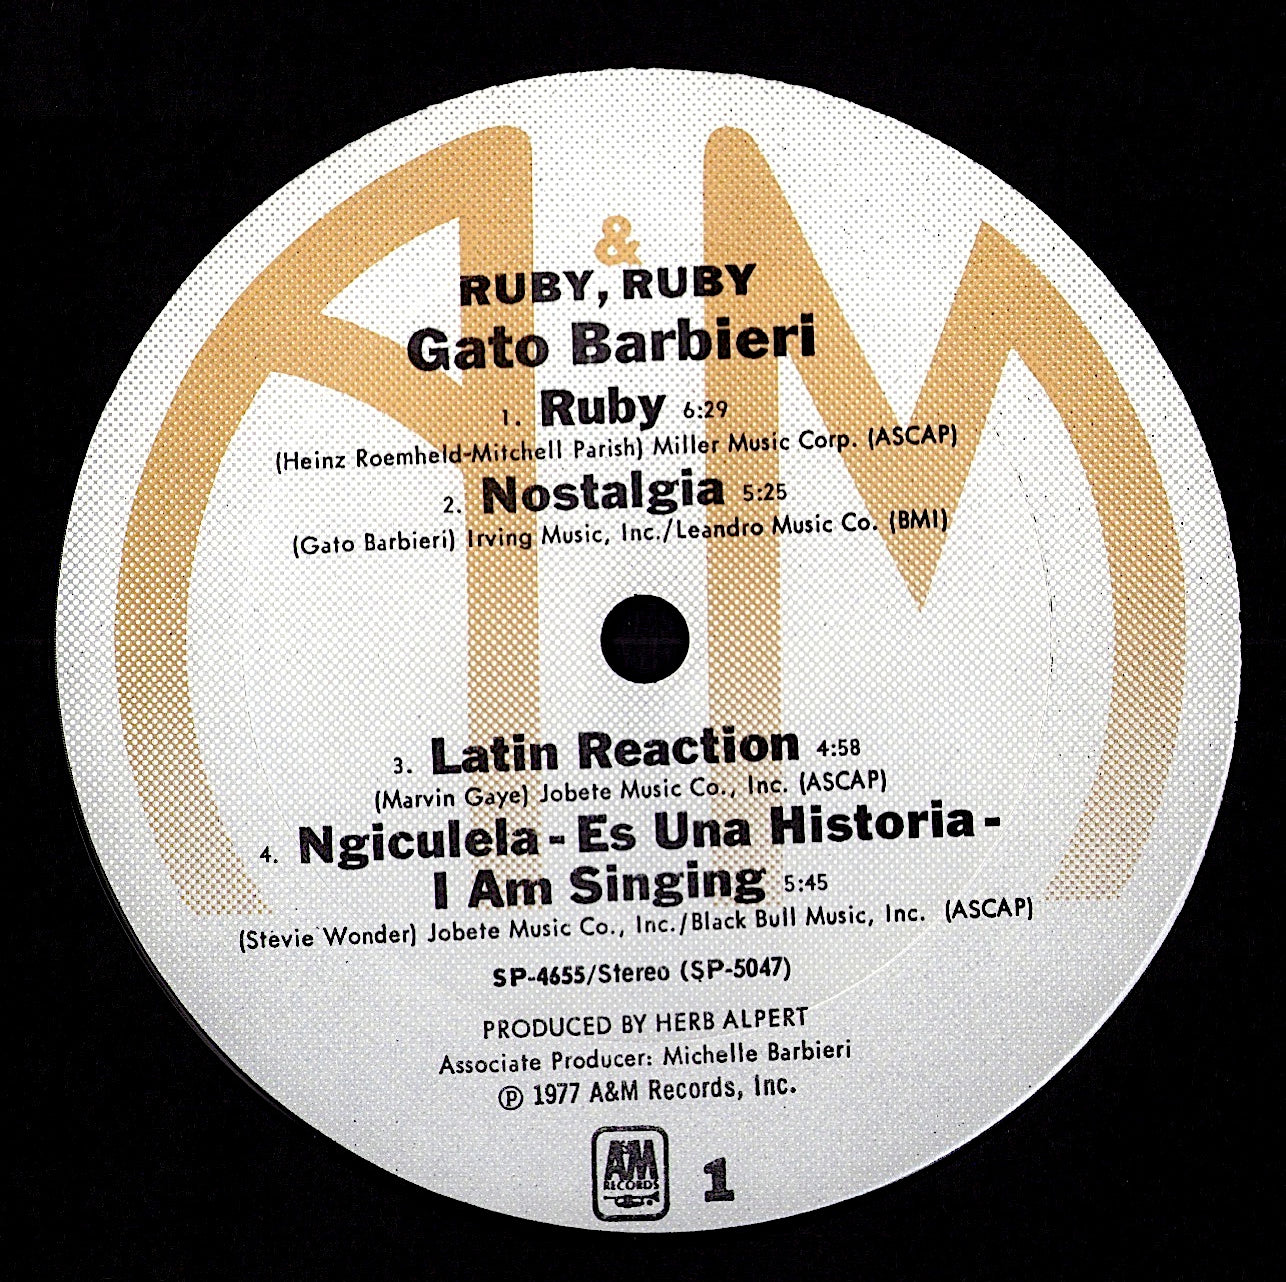 A & M
RUBY, RUBY
Gato Barbieri
1. Ruby 6:29
(Heinz Roemheld-Mitchell Parish) Miller Music Corp. (ASCAP)
2. Nostalgia 5:25
(Gato Barbieri) Irving Music, Inc./Leandro Music Co. (BMI)
3. Latin Reaction 4:58
(Marvin Gaye) Jobete Music Co., Inc. (ASCAP)
4. Ngiculela - Es Una Historia -
I Am Singing 5:45
(Stevie Wonder) Jobete Music Co., Inc./Black Bull Music, Inc. (ASCAP)
SP-4655/Stereo (SP-5047)
PRODUCED BY HERB ALPERT
Associate Producer: Michelle Barbieri
℗ 1977 A&M Records, Inc.
A&M RECORDS 1